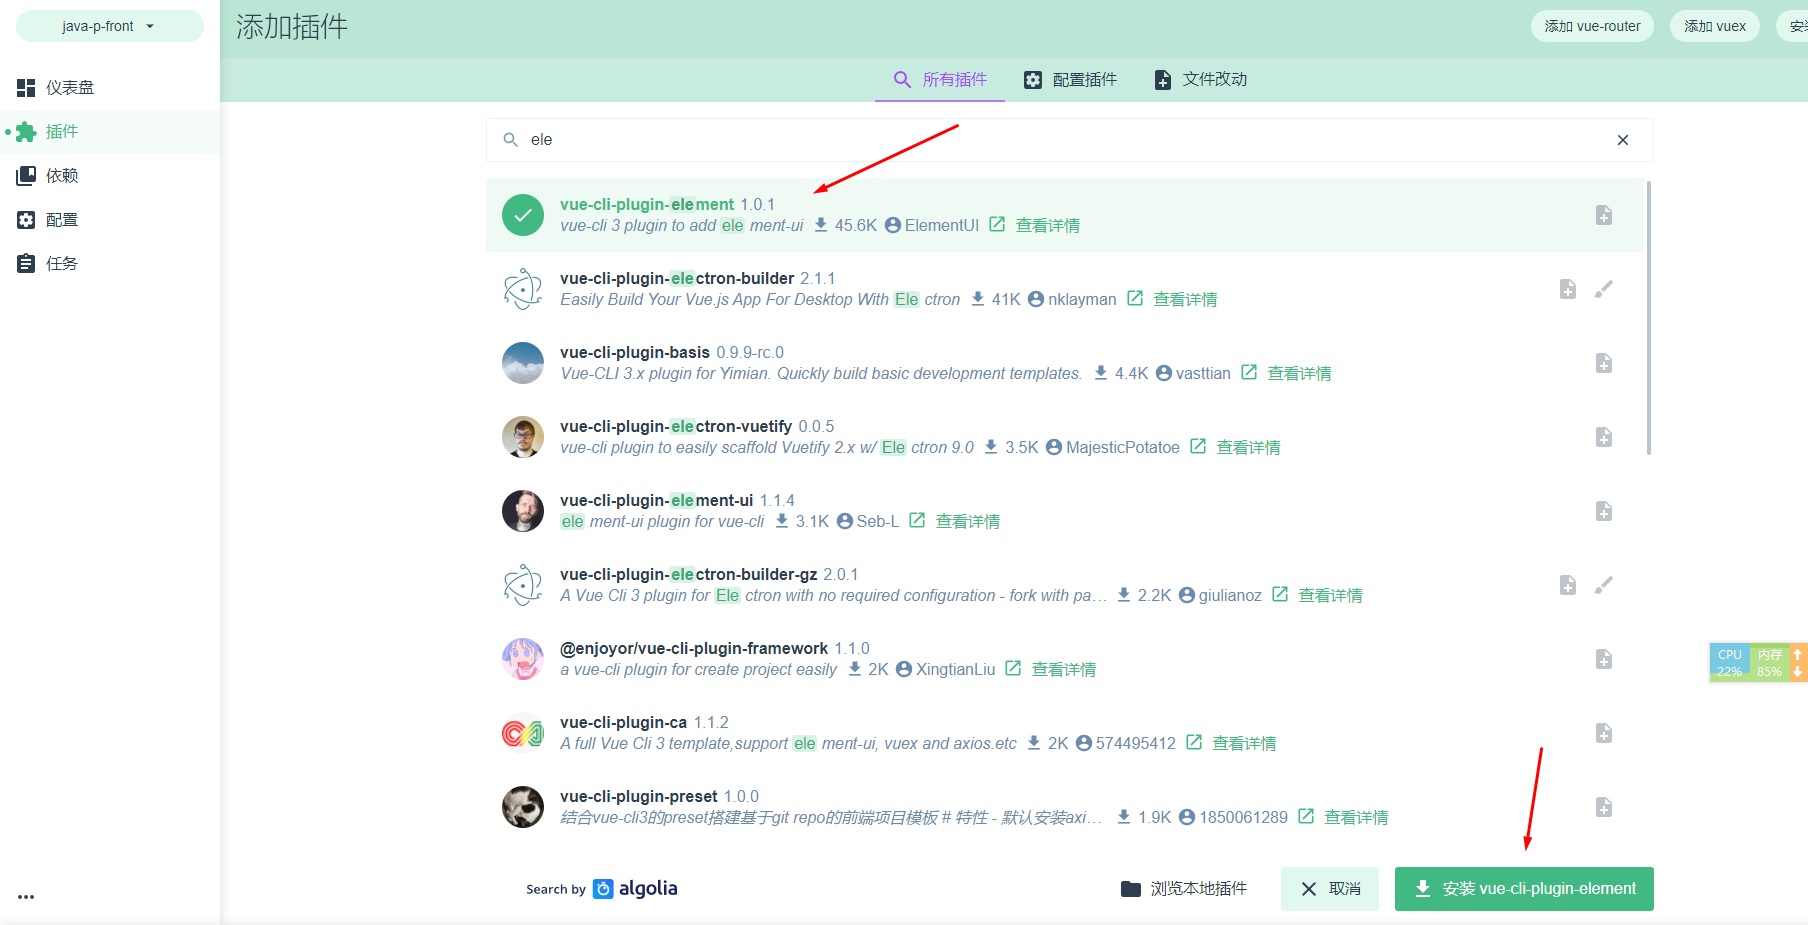 java-p-front
添加插件
添加 vue-router
添加 vuex
仪表盘
插件
依赖
配置
任务
所有插件
配置插件
文件改动
ele
vue-cli-plugin-element 1.0.1
vue-cli 3 plugin to add ele ment-ui 45.6K ElementUI 查看详情
vue-cli-plugin-electron-builder 2.1.1
Easily Build Your Vue.js App For Desktop With Ele ctron 41K nklayman 查看详情
vue-cli-plugin-basis 0.9.9-rc.0
Vue-CLI 3.x plugin for Yimian. Quickly build basic development templates. 4.4K vasttian 查看详情
vue-cli-plugin-electron-vuetify 0.0.5
vue-cli plugin to easily scaffold Vuetify 2.x w/ Ele ctron 9.0 3.5K MajesticPotatoe 查看详情
vue-cli-plugin-element-ui 1.1.4
ele ment-ui plugin for vue-cli 3.1K Seb-L 查看详情
vue-cli-plugin-electron-builder-gz 2.0.1
A Vue Cli 3 plugin for Ele ctron with no required configuration - fork with pa... 2.2K giulianoz 查看详情
@enjoyor/vue-cli-plugin-framework 1.1.0
a vue-cli plugin for create project easily 2K XingtianLiu 查看详情
vue-cli-plugin-ca 1.1.2
A full Vue Cli 3 template,support ele ment-ui, vuex and axios.etc 2K 574495412 查看详情
vue-cli-plugin-preset 1.0.0
结合vue-cli3的preset搭建基于git repo的前端项目模板 # 特性 - 默认安装axi... 1.9K 1850061289 查看详情
CPU 内存
22% 85%
Search by algolia
浏览本地插件
取消
安装 vue-cli-plugin-element